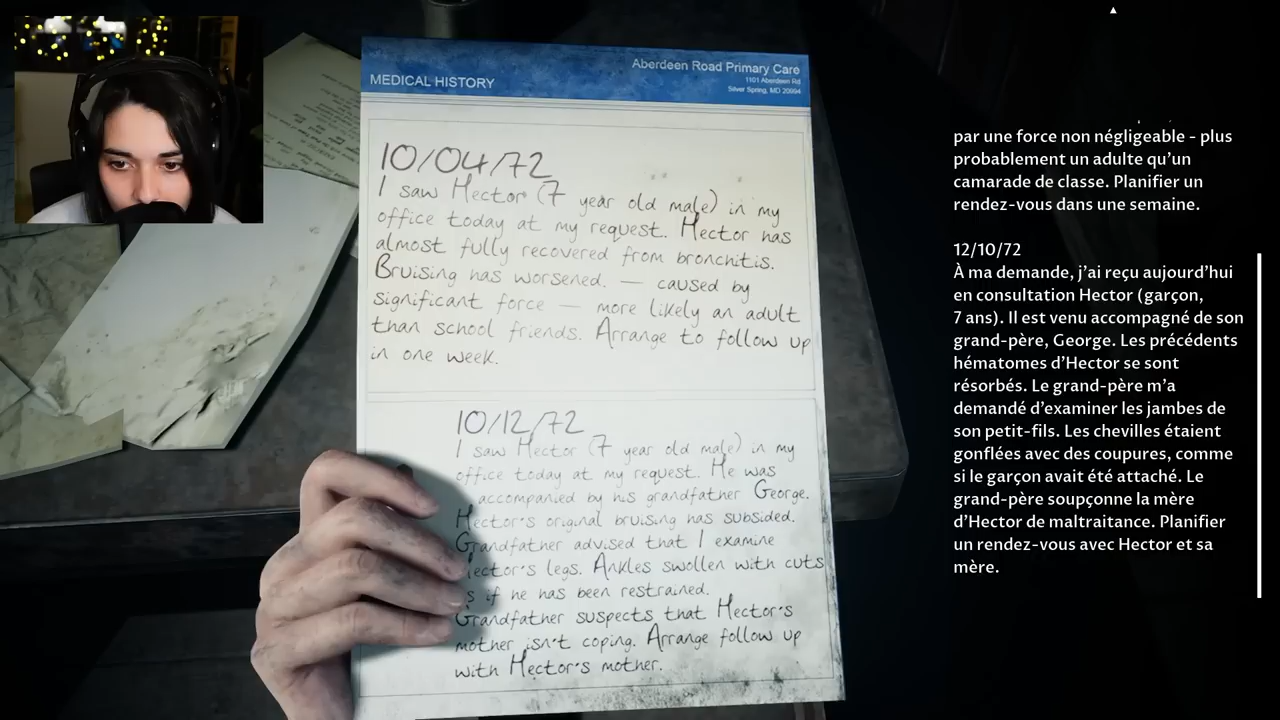 MEDICAL HISTORY
Aberdeen Road Primary Care
1101 Aberdeen Rd
Silver Spring, MD 20994
10/04/72
I saw Hector (7 year old male) in my
office today at my request. Hector has
almost fully recovered from bronchitis.
Bruising has worsened. — caused by
significant force — more likely an adult
than school friends. Arrange to follow up
in one week.
10/12/72
I saw Hector (7 year old male) in my
office today at my request. He was
accompanied by his grandfather George.
Hector's original bruising has subsided.
Grandfather advised that I examine
Hector's legs. Ankles swollen with cuts
as if he has been restrained.
Grandfather suspects that Hector's
mother isn't coping. Arrange follow up
with Hector's mother.
par une force non négligeable - plus
probablement un adulte qu'un
camarade de classe. Planifier un
rendez-vous dans une semaine.
12/10/72
À ma demande, j'ai reçu aujourd'hui
en consultation Hector (garçon,
7 ans). Il est venu accompagné de son
grand-père, George. Les précédents
hématomes d'Hector se sont
résorbés. Le grand-père m'a
demandé d'examiner les jambes de
son petit-fils. Les chevilles étaient
gonflées avec des coupures, comme
si le garçon avait été attaché. Le
grand-père soupçonne la mère
d'Hector de maltraitance. Planifier
un rendez-vous avec Hector et sa
mère.